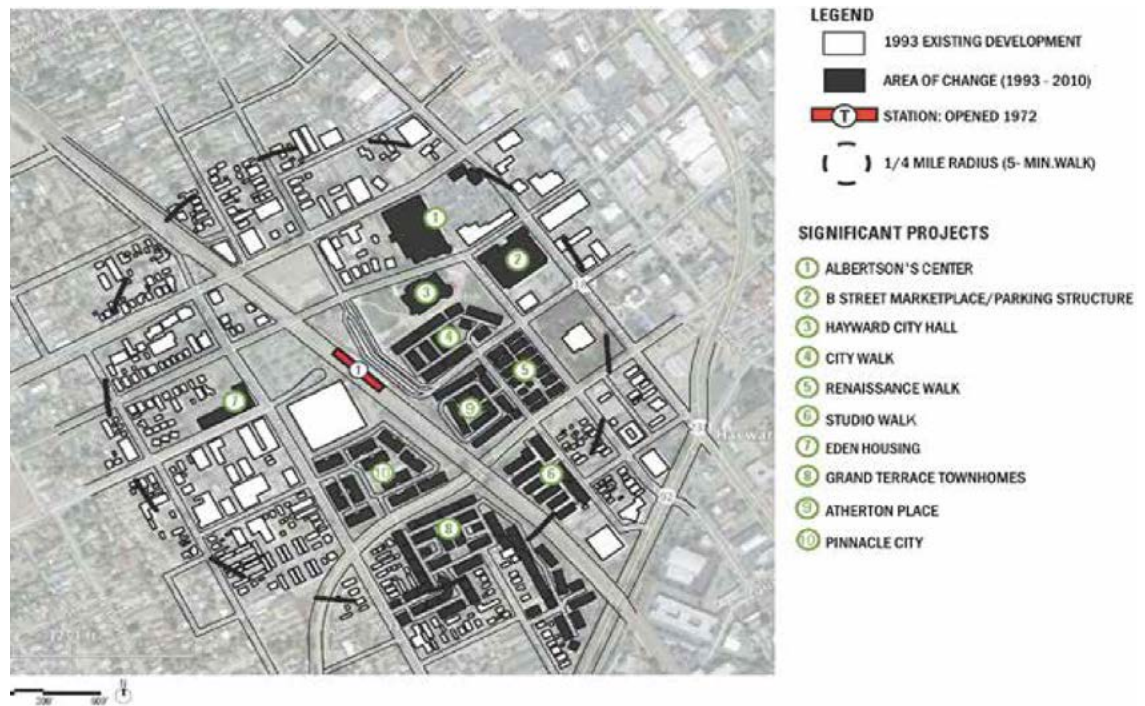 LEGEND
1993 EXISTING DEVELOPMENT
AREA OF CHANGE (1993 - 2010)
T STATION: OPENED 1972
1/4 MILE RADIUS (5- MIN.WALK)
SIGNIFICANT PROJECTS
1 ALBERTSON'S CENTER
2 B STREET MARKETPLACE/PARKING STRUCTURE
3 HAYWARD CITY HALL
4 CITY WALK
5 RENAISSANCE WALK
6 STUDIO WALK
7 EDEN HOUSING
8 GRAND TERRACE TOWNHOMES
9 ATHERTON PLACE
10 PINNACLE CITY
1
2
3
4
T
5
7
9
Haywar
10
6
92
8
N